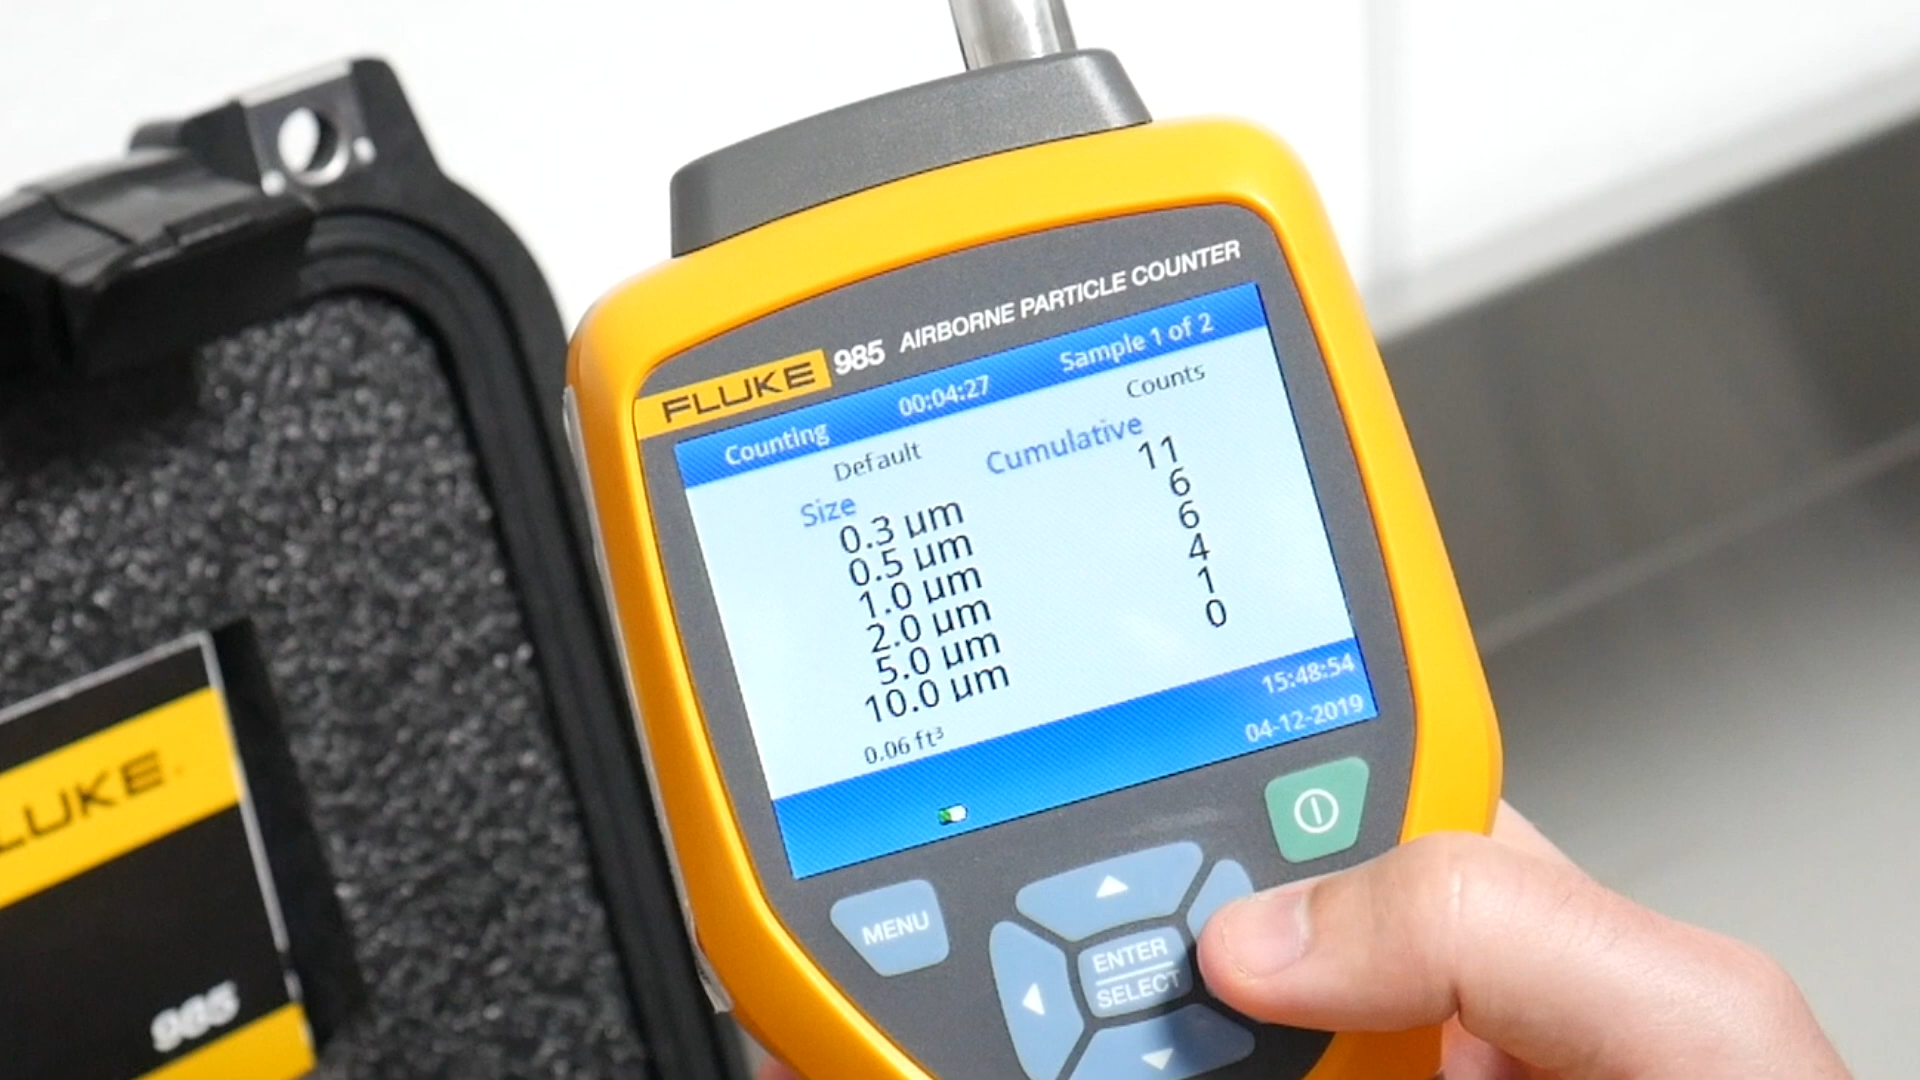 FLUKE 985 AIRBORNE PARTICLE COUNTER
Counting 00:04:27 Sample 1 of 2
Default Counts
Size Cumulative
0.3 µm 11
0.5 µm 6
1.0 µm 6
2.0 µm 4
5.0 µm 1
10.0 µm 0
0.06 ft³ 15:48:54
04-12-2019
MENU
ENTER
SELECT
LUKE
985